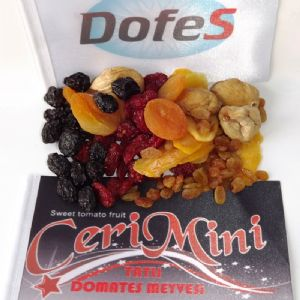 DofeS
Sweet tomato fruit
CeriMini
TATLI
DOMATES MEYVESİ